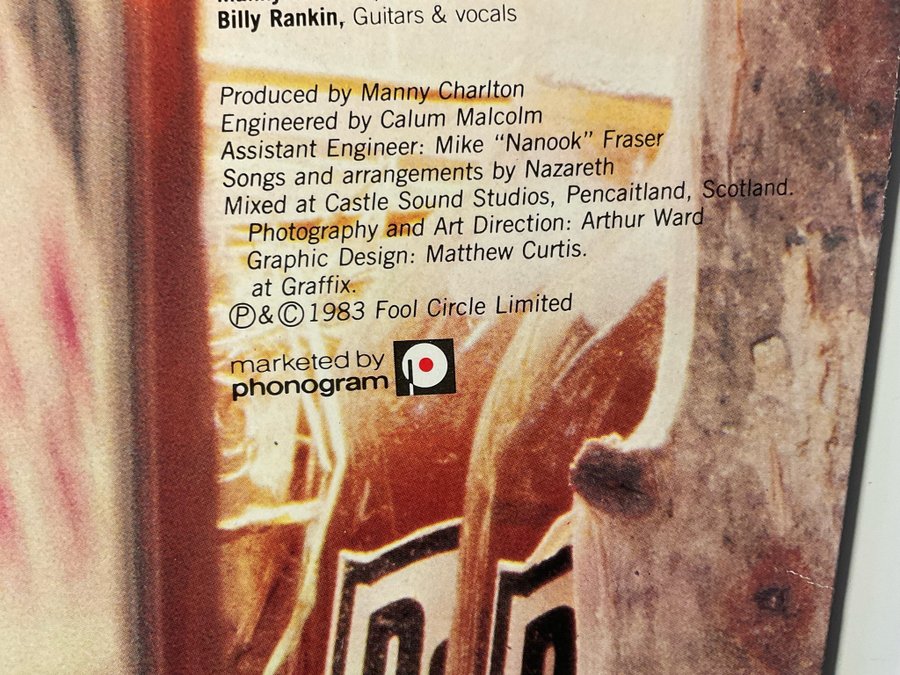 Billy Rankin, Guitars & vocals
Produced by Manny Charlton
Engineered by Calum Malcolm
Assistant Engineer: Mike “Nanook” Fraser
Songs and arrangements by Nazareth
Mixed at Castle Sound Studios, Pencaitland, Scotland.
Photography and Art Direction: Arthur Ward
Graphic Design: Matthew Curtis.
at Graffix.
Ⓟ&Ⓒ1983 Fool Circle Limited
marketed by
phonogram